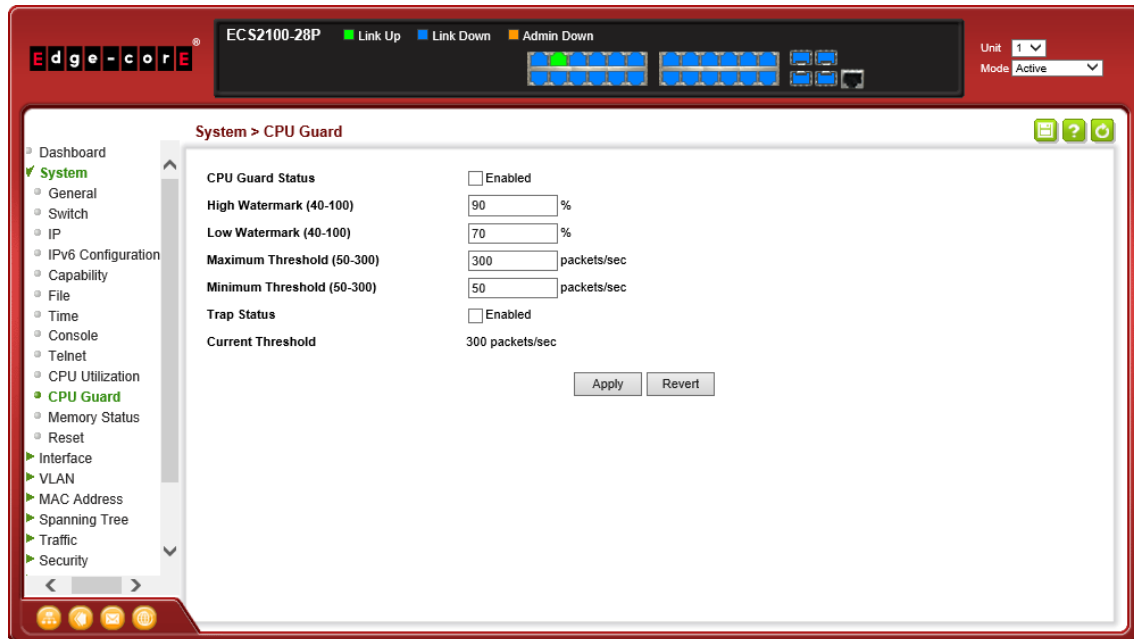 Edge-corE®
ECS2100-28P Link Up Link Down Admin Down
Unit 1
Mode Active
System > CPU Guard
Dashboard
System
General
Switch
IP
IPv6 Configuration
Capability
File
Time
Console
Telnet
CPU Utilization
CPU Guard
Memory Status
Reset
Interface
VLAN
MAC Address
Spanning Tree
Traffic
Security
CPU Guard Status Enabled
High Watermark (40-100) 90 %
Low Watermark (40-100) 70 %
Maximum Threshold (50-300) 300 packets/sec
Minimum Threshold (50-300) 50 packets/sec
Trap Status Enabled
Current Threshold 300 packets/sec
Apply Revert